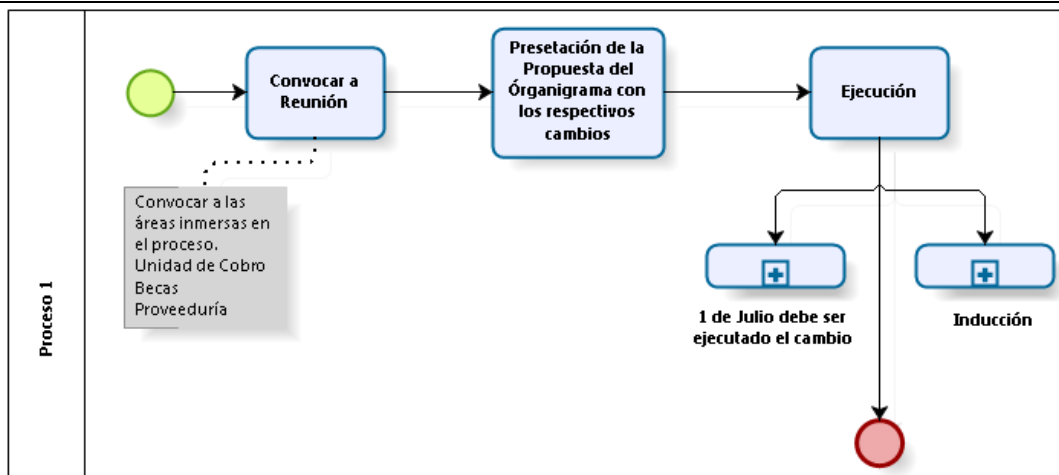 Proceso 1
Convocar a
Reunión
Presetación de la
Propuesta del
Órganigrama con
los respectivos
cambios
Ejecución
Convocar a las
áreas inmersas en
el proceso.
Unidad de Cobro
Becas
Proveeduría
1 de Julio debe ser
ejecutado el cambio
Inducción